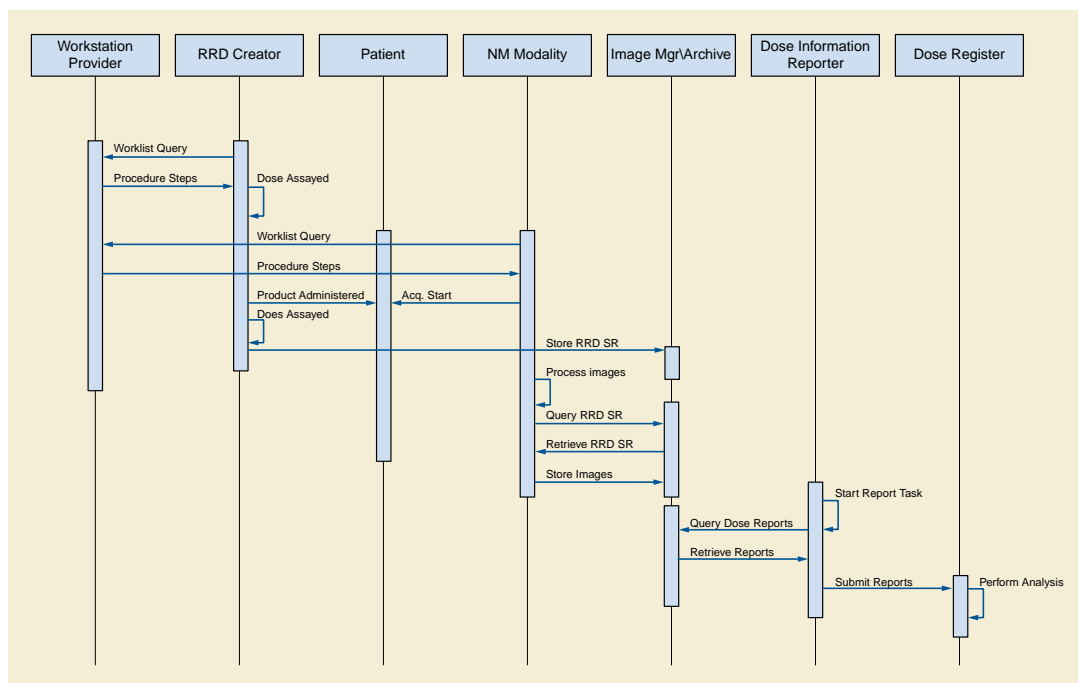 Workstation
Provider
RRD Creator
Patient
NM Modality
Image Mgr\Archive
Dose Information
Reporter
Dose Register
Worklist Query
Procedure Steps
Dose Assayed
Worklist Query
Procedure Steps
Product Administered
Acq. Start
Does Assayed
Store RRD SR
Process images
Query RRD SR
Retrieve RRD SR
Store Images
Start Report Task
Query Dose Reports
Retrieve Reports
Submit Reports
Perform Analysis